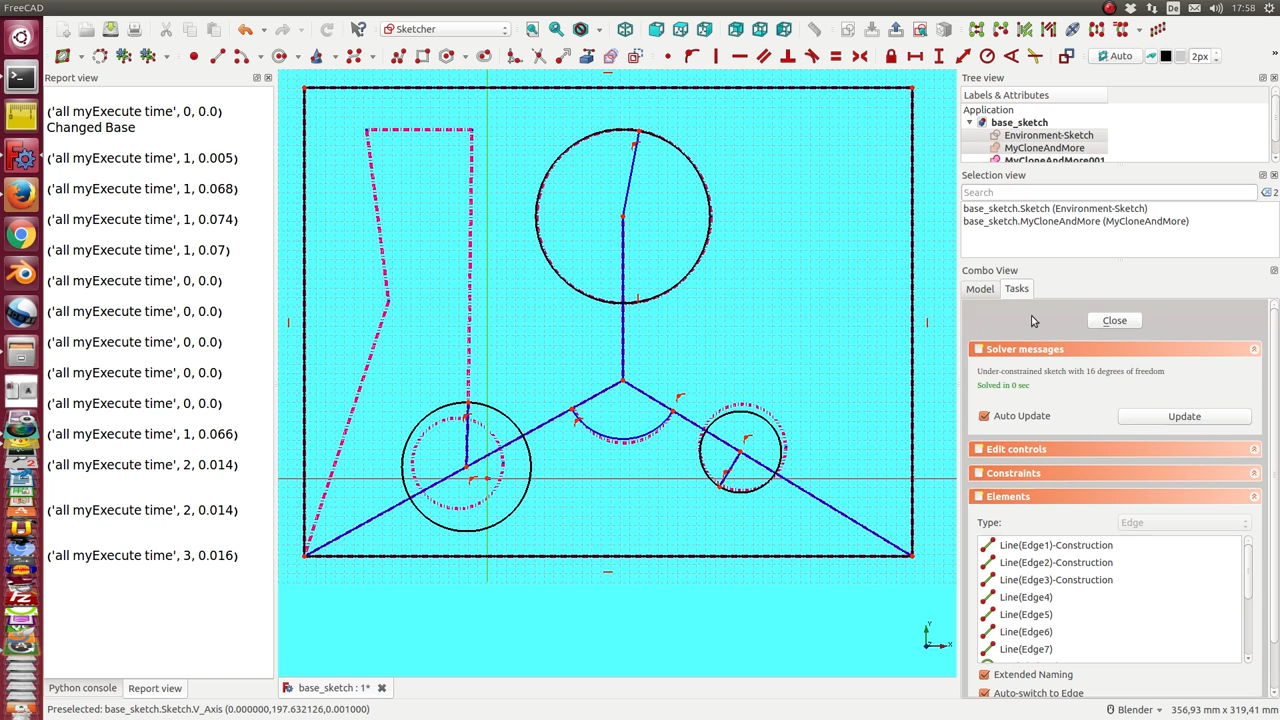 FreeCAD
De
17:58
Sketcher
Auto
2px
Report view
('all myExecute time', 0, 0.0)
Changed Base
('all myExecute time', 1, 0.005)
('all myExecute time', 1, 0.068)
('all myExecute time', 1, 0.074)
('all myExecute time', 1, 0.07)
('all myExecute time', 0, 0.0)
('all myExecute time', 0, 0.0)
('all myExecute time', 0, 0.0)
('all myExecute time', 0, 0.0)
('all myExecute time', 0, 0.0)
('all myExecute time', 1, 0.066)
('all myExecute time', 2, 0.014)
('all myExecute time', 2, 0.014)
('all myExecute time', 3, 0.016)
Python console
Report view
Y
X
base_sketch : 1*
Tree view
Labels & Attributes
Application
base_sketch
Environment-Sketch
MyCloneAndMore
MyCloneAndMore001
Selection view
Search
2
base_sketch.Sketch (Environment-Sketch)
base_sketch.MyCloneAndMore (MyCloneAndMore)
Combo View
Model
Tasks
Close
Solver messages
Under-constrained sketch with 16 degrees of freedom
Solved in 0 sec
Auto Update
Update
Edit controls
Constraints
Elements
Type:
Edge
Line(Edge1)-Construction
Line(Edge2)-Construction
Line(Edge3)-Construction
Line(Edge4)
Line(Edge5)
Line(Edge6)
Line(Edge7)
Extended Naming
Auto-switch to Edge
Preselected: base_sketch.Sketch.V_Axis (0.000000,197.632126,0.001000)
Blender
356,93 mm x 319,41 mm